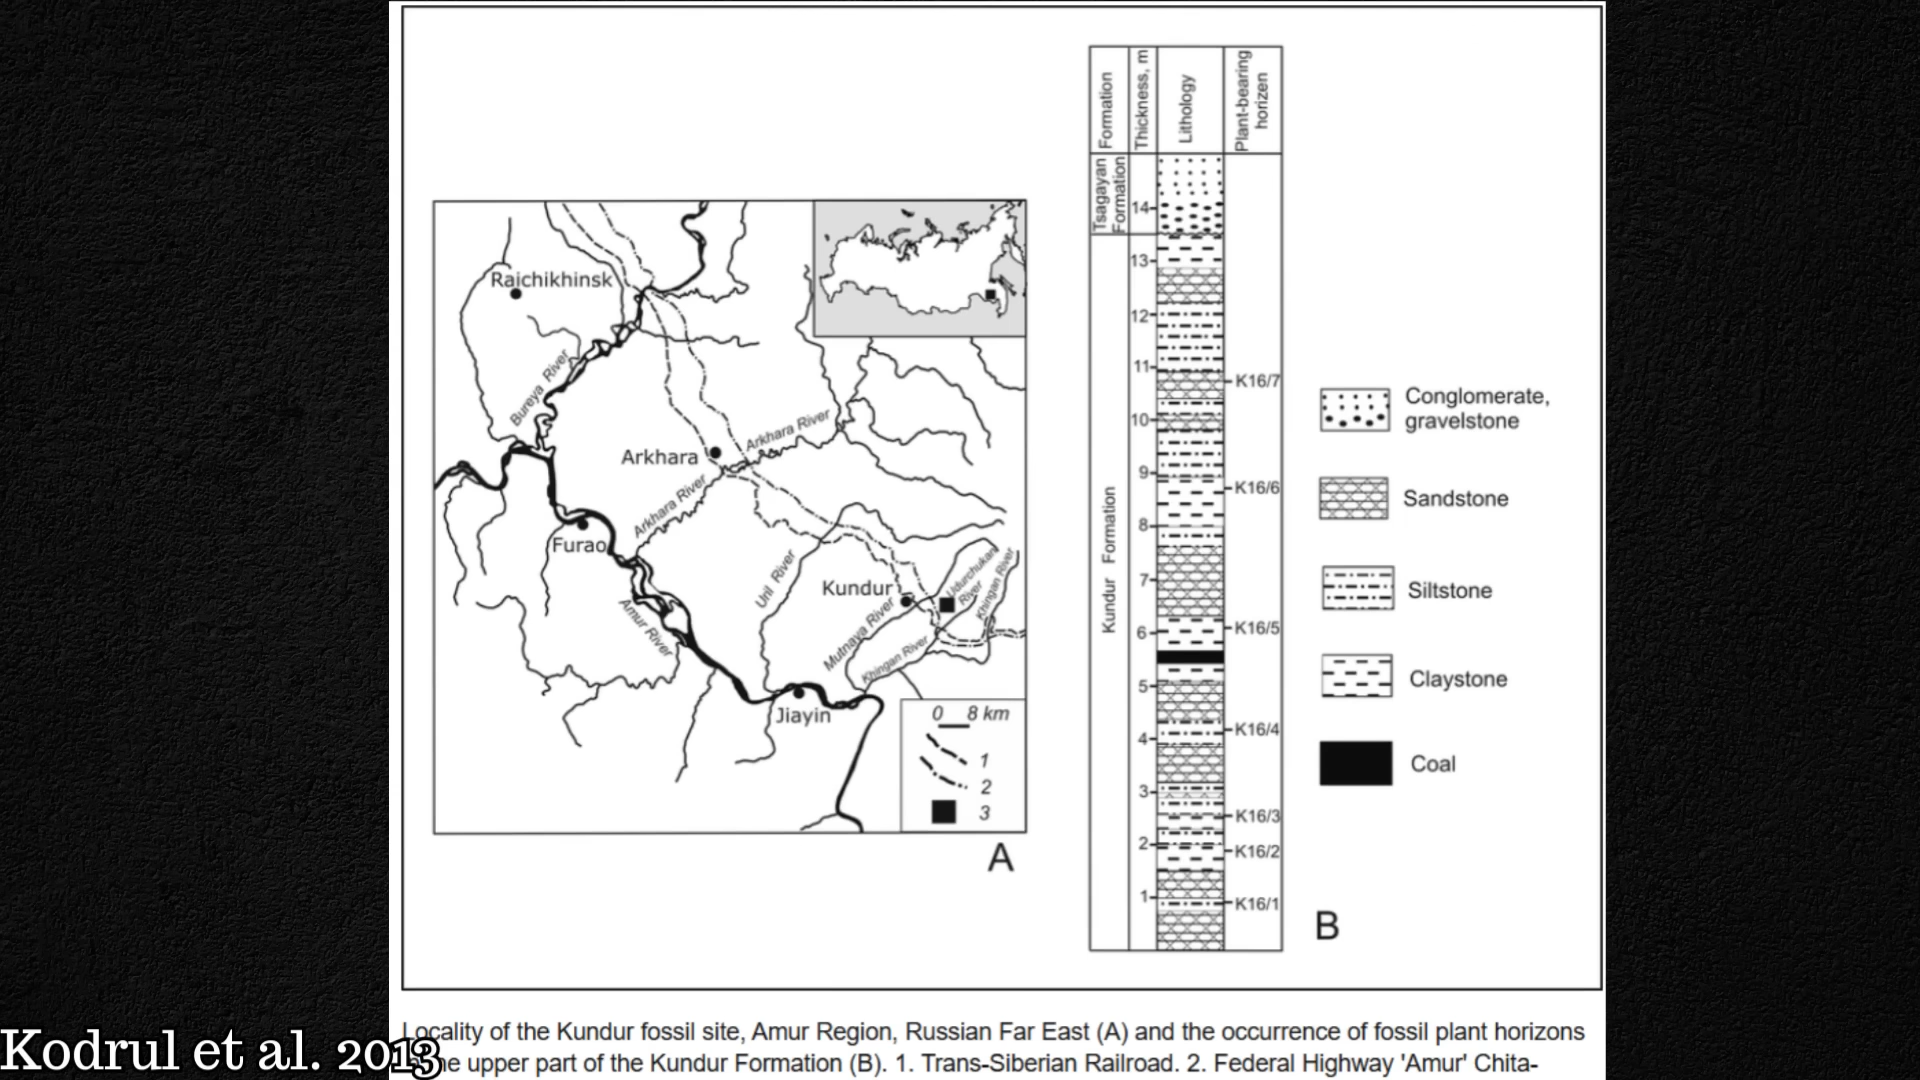 Raichikhinsk
Bureya River
Arkhara River
Arkhara
Arkhara River
Furao
Uril River
Kundur
Udurchukan
River
Khingan River
Amur River
Mutnaya River
Khingan River
Jiayin
0 8 km
1
2
3
A
Formation
Thickness, m
Lithology
Plant-bearing
horizen
Tsagayan
Formation
Kundur Formation
14
13
12
11
10
9
8
7
6
5
4
3
2
1
K16/7
K16/6
K16/5
K16/4
K16/3
K16/2
K16/1
Conglomerate,
gravelstone
Sandstone
Siltstone
Claystone
Coal
B
Locality of the Kundur fossil site, Amur Region, Russian Far East (A) and the occurrence of fossil plant horizons
upper part of the Kundur Formation (B). 1. Trans-Siberian Railroad. 2. Federal Highway 'Amur' Chita-
Kodrul et al. 2013